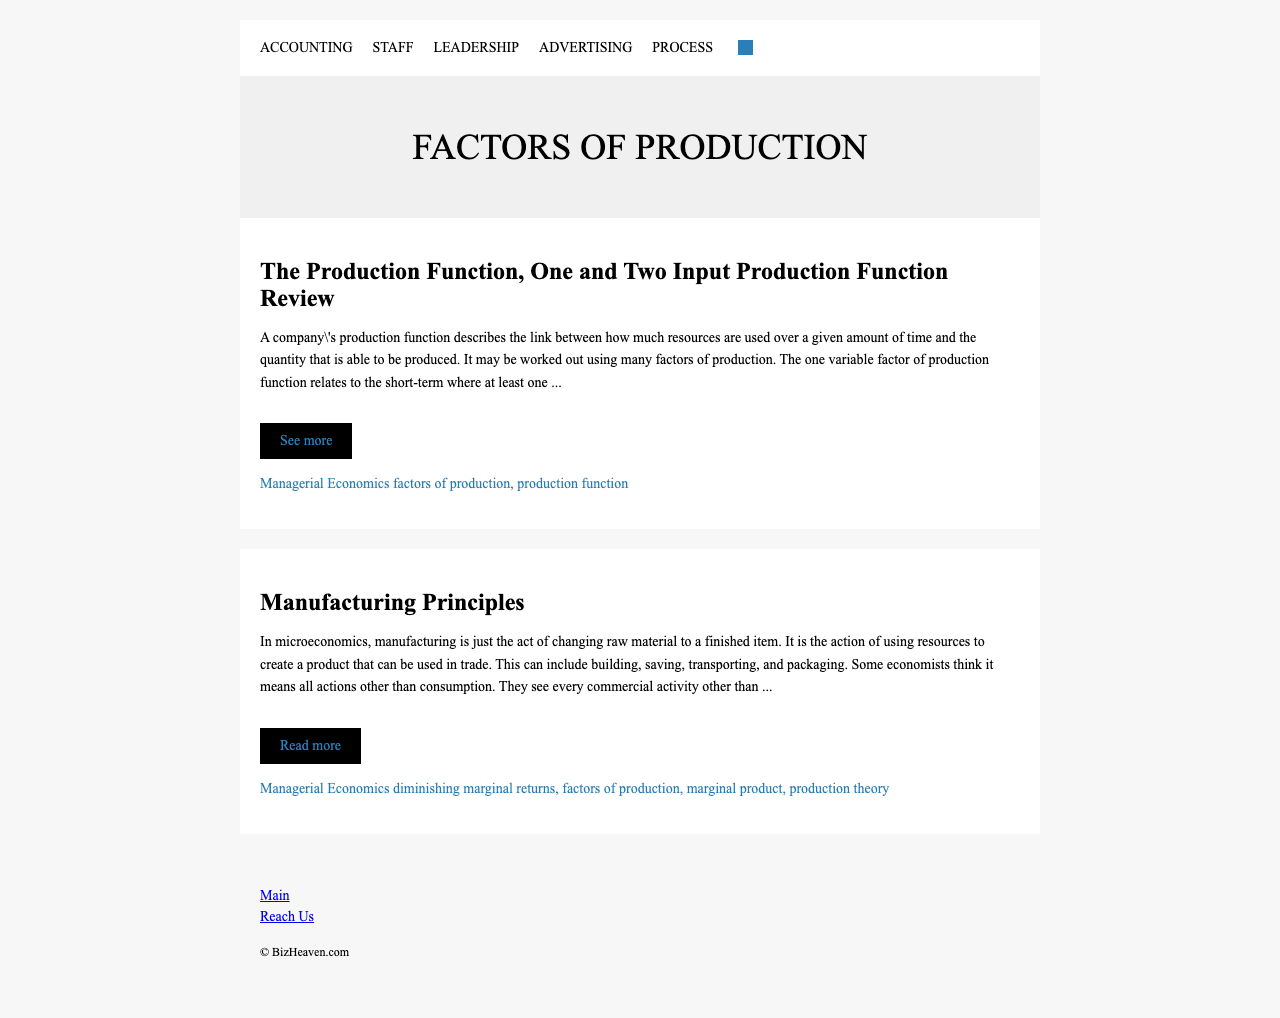 ACCOUNTING STAFF LEADERSHIP ADVERTISING PROCESS
FACTORS OF PRODUCTION
The Production Function, One and Two Input Production Function
Review
A company\'s production function describes the link between how much resources are used over a given amount of time and the
quantity that is able to be produced. It may be worked out using many factors of production. The one variable factor of production
function relates to the short-term where at least one ...
See more
Managerial Economics factors of production, production function
Manufacturing Principles
In microeconomics, manufacturing is just the act of changing raw material to a finished item. It is the action of using resources to
create a product that can be used in trade. This can include building, saving, transporting, and packaging. Some economists think it
means all actions other than consumption. They see every commercial activity other than ...
Read more
Managerial Economics diminishing marginal returns, factors of production, marginal product, production theory
Main
Reach Us
© BizHeaven.com